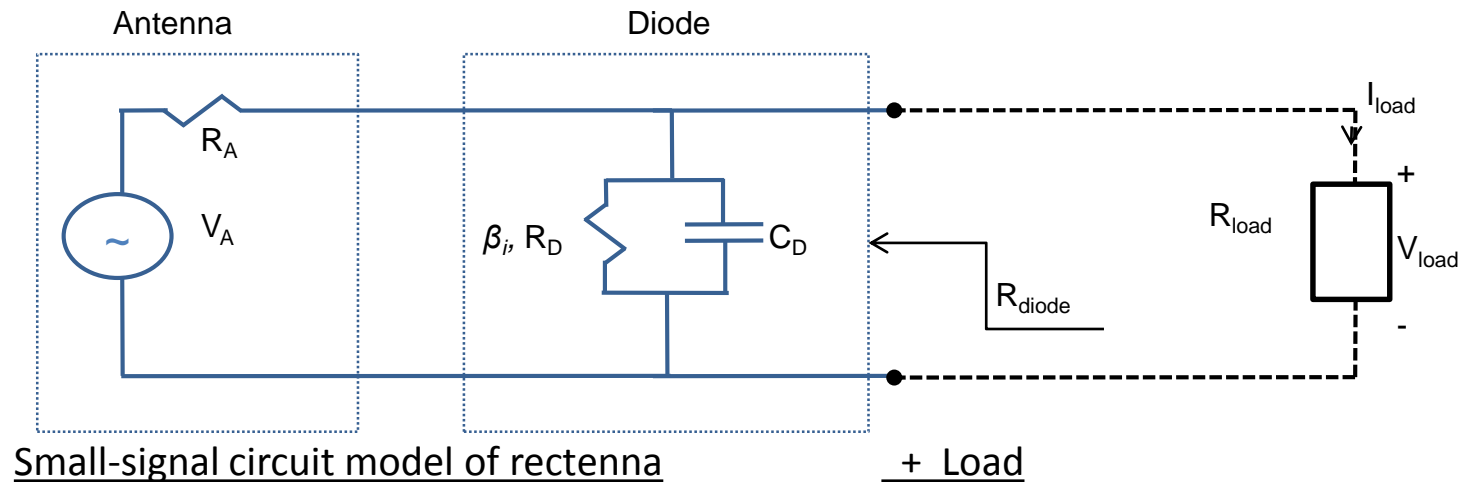 Antenna
Diode
R_A
V_A
~
β_i, R_D
C_D
R_diode
I_load
+
R_load
V_load
-
Small-signal circuit model of rectenna
+ Load